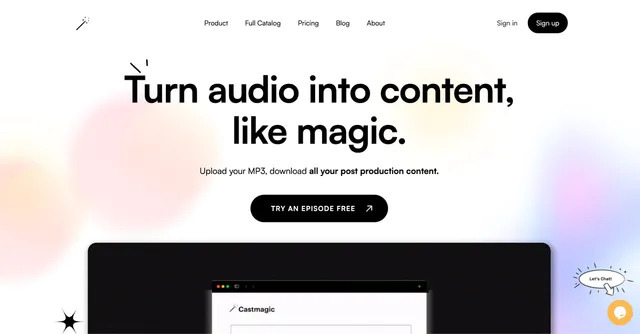 Product Full Catalog Pricing Blog About Sign in Sign up
Turn audio into content,
like magic.
Upload your MP3, download all your post production content.
TRY AN EPISODE FREE
Let's Chat!
Castmagic